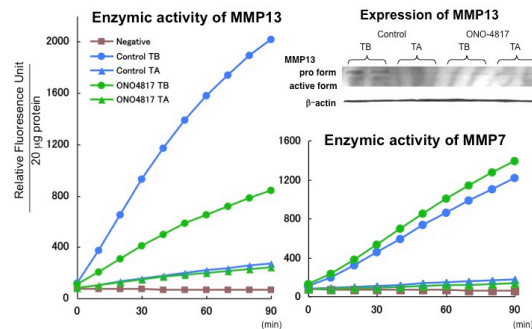 Enzymic activity of MMP13
Negative
Control TB
Control TA
ONO4817 TB
ONO4817 TA
Relative Fluorescence Unit
20 μg protein
2000
1600
1200
800
400
0
0 30 60 90
(min)
Expression of MMP13
Control ONO-4817
MMP13 TB TA TB TA
pro form
active form
β-actin
Enzymic activity of MMP7
1600
1200
800
400
0
0 30 60 90
(min)